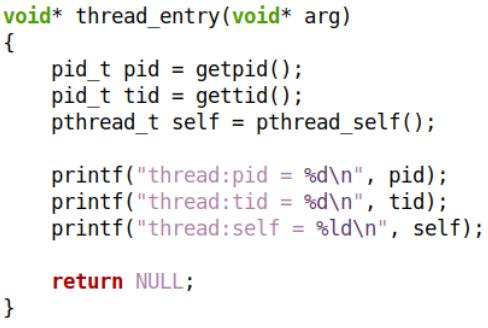 void* thread_entry(void* arg)
{
    pid_t pid = getpid();
    pid_t tid = gettid();
    pthread_t self = pthread_self();

    printf("thread:pid = %d\n", pid);
    printf("thread:tid = %d\n", tid);
    printf("thread:self = %ld\n", self);

    return NULL;
}